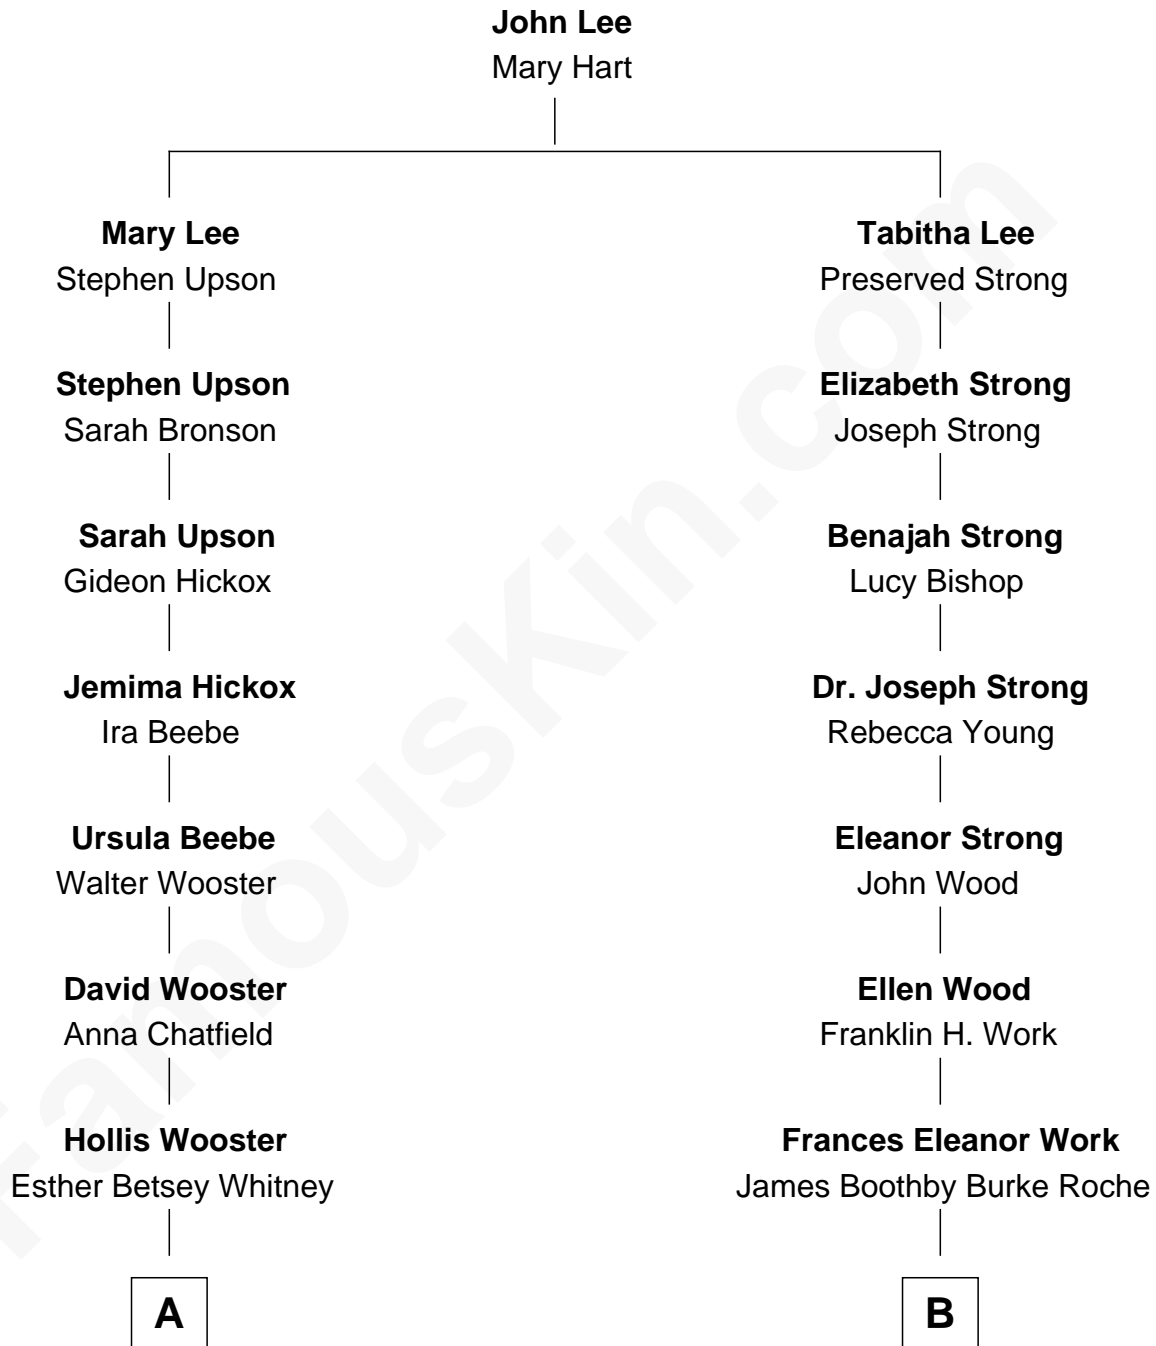 John Lee
Mary Hart
Mary Lee
Stephen Upson
Tabitha Lee
Preserved Strong
Stephen Upson
Sarah Bronson
Elizabeth Strong
Joseph Strong
Sarah Upson
Gideon Hickox
Benajah Strong
Lucy Bishop
Jemima Hickox
Ira Beebe
Dr. Joseph Strong
Rebecca Young
Ursula Beebe
Walter Wooster
Eleanor Strong
John Wood
David Wooster
Anna Chatfield
Ellen Wood
Franklin H. Work
Hollis Wooster
Esther Betsey Whitney
Frances Eleanor Work
James Boothby Burke Roche
A
B
FamousKin.com